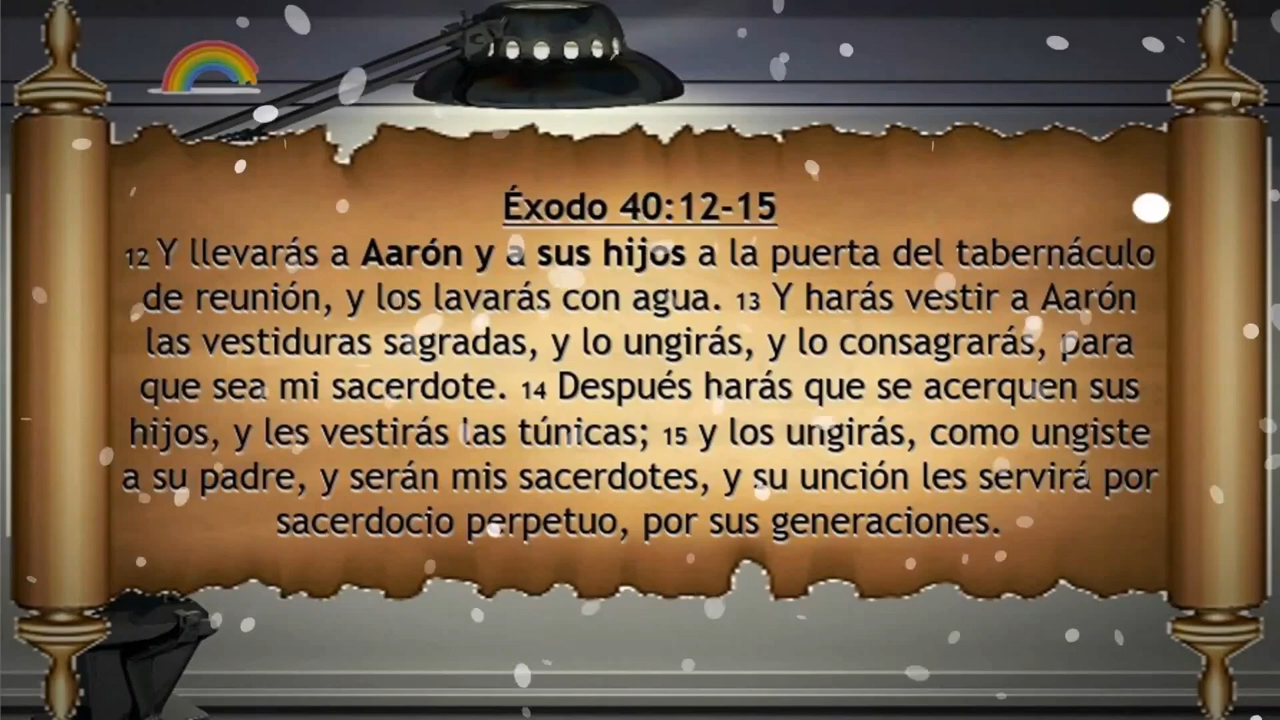 Éxodo 40:12-15
12 Y llevarás a Aarón y a sus hijos a la puerta del tabernáculo
de reunión, y los lavarás con agua. 13 Y harás vestir a Aarón
las vestiduras sagradas, y lo ungirás, y lo consagrarás, para
que sea mi sacerdote. 14 Después harás que se acerquen sus
hijos, y les vestirás las túnicas; 15 y los ungirás, como ungiste
a su padre, y serán mis sacerdotes, y su unción les servirá por
sacerdocio perpetuo, por sus generaciones.